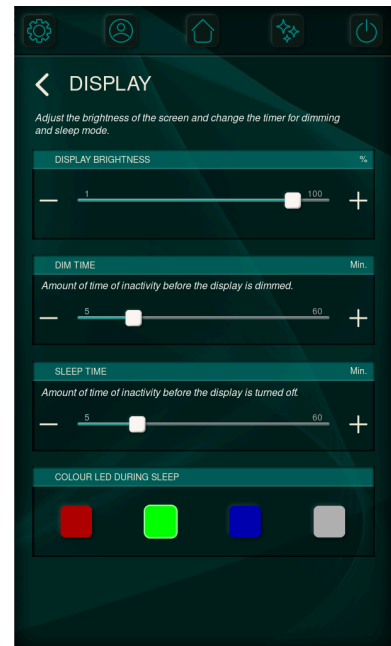 DISPLAY
Adjust the brightness of the screen and change the timer for dimming
and sleep mode.
DISPLAY BRIGHTNESS %
1 100
DIM TIME Min.
Amount of time of inactivity before the display is dimmed.
5 60
SLEEP TIME Min.
Amount of time of inactivity before the display is turned off.
5 60
COLOUR LED DURING SLEEP